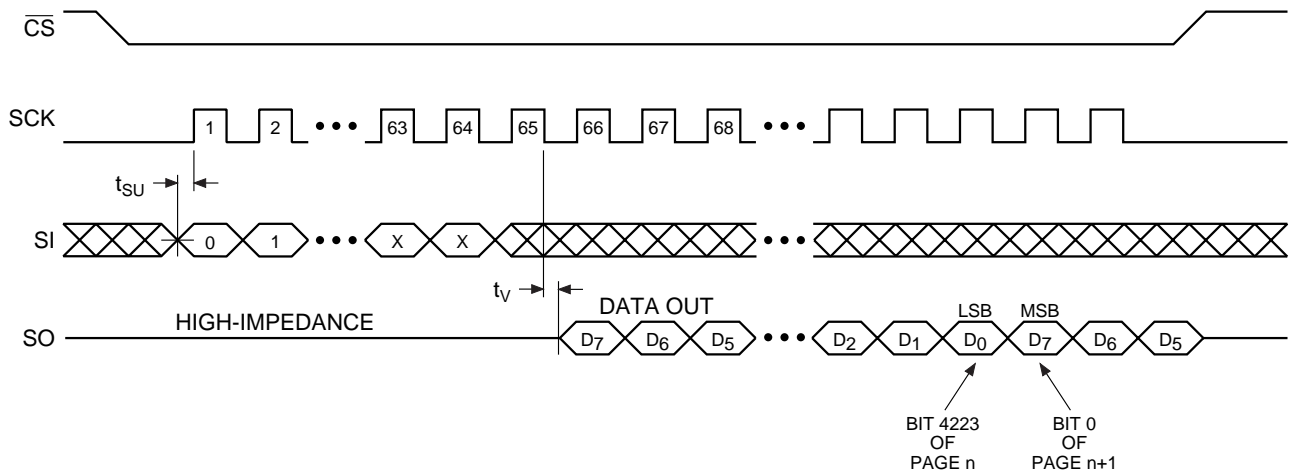 CS
SCK 1 2 ••• 63 64 65 66 67 68 •••
tSU
SI 0 1 ••• X X •••
tV
DATA OUT
HIGH-IMPEDANCE
LSB MSB
SO D7 D6 D5 ••• D2 D1 D0 D7 D6 D5
BIT 4223
OF
PAGE n
BIT 0
OF
PAGE n+1